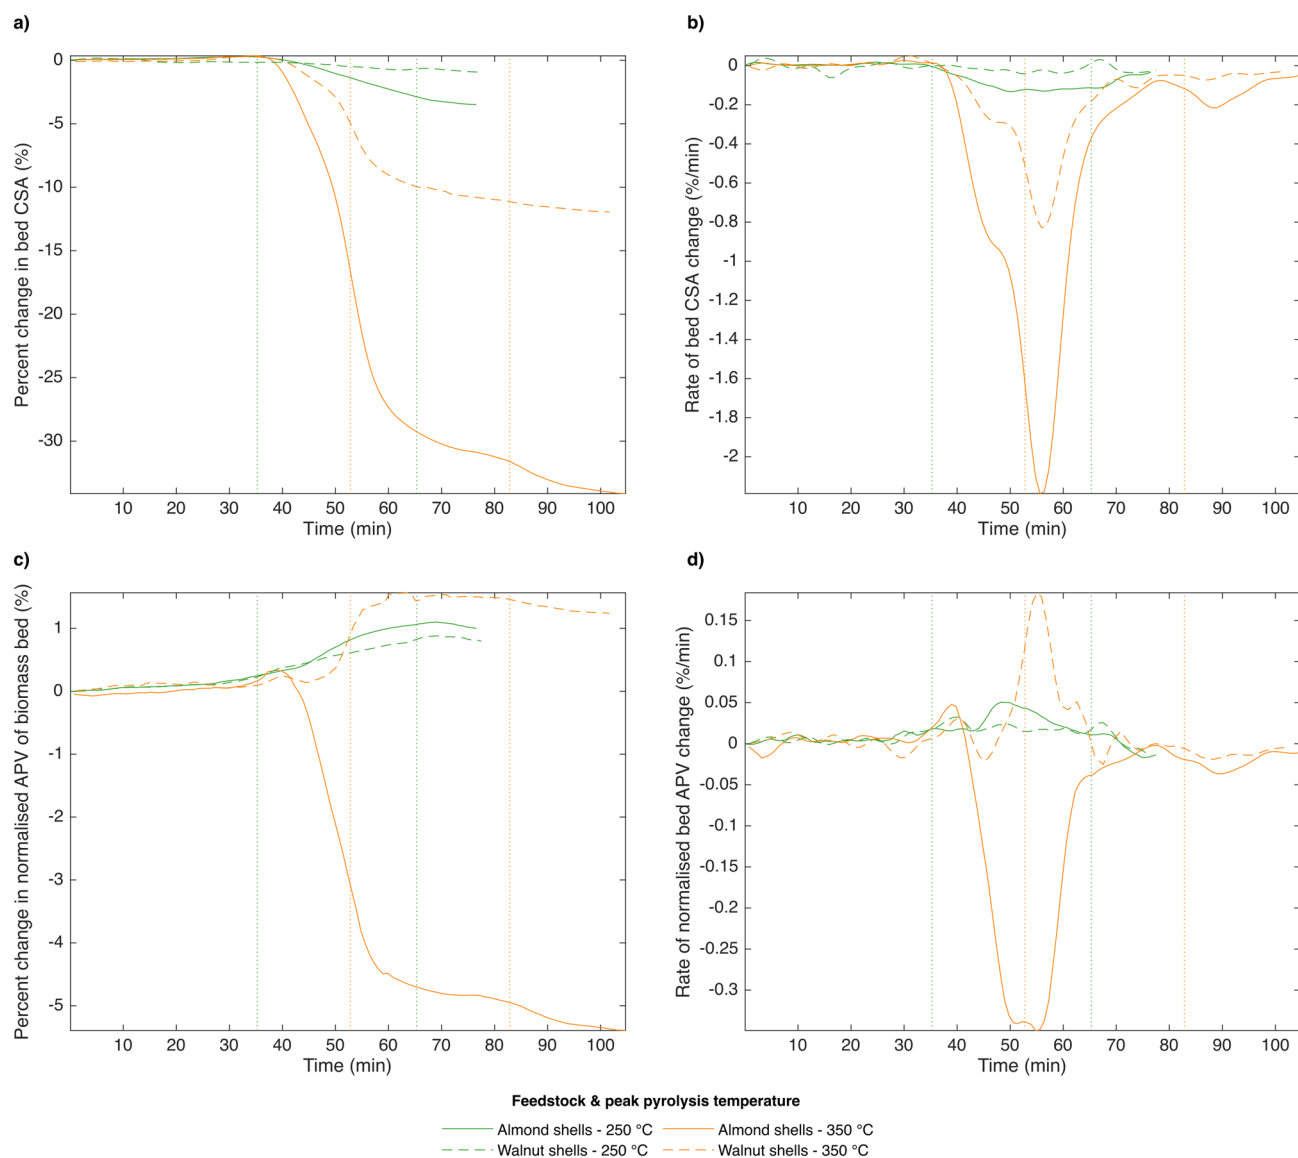 a)
Percent change in bed CSA (%)
0
-5
-10
-15
-20
-25
-30
10 20 30 40 50 60 70 80 90 100
Time (min)
b)
Rate of bed CSA change (%/min)
0
-0.2
-0.4
-0.6
-0.8
-1
-1.2
-1.4
-1.6
-1.8
-2
10 20 30 40 50 60 70 80 90 100
Time (min)
c)
Percent change in normalised APV of biomass bed (%)
1
0
-1
-2
-3
-4
-5
10 20 30 40 50 60 70 80 90 100
Time (min)
d)
Rate of normalised bed APV change (%/min)
0.15
0.1
0.05
0
-0.05
-0.1
-0.15
-0.2
-0.25
-0.3
10 20 30 40 50 60 70 80 90 100
Time (min)
Feedstock & peak pyrolysis temperature
Almond shells - 250 °C Almond shells - 350 °C
Walnut shells - 250 °C Walnut shells - 350 °C